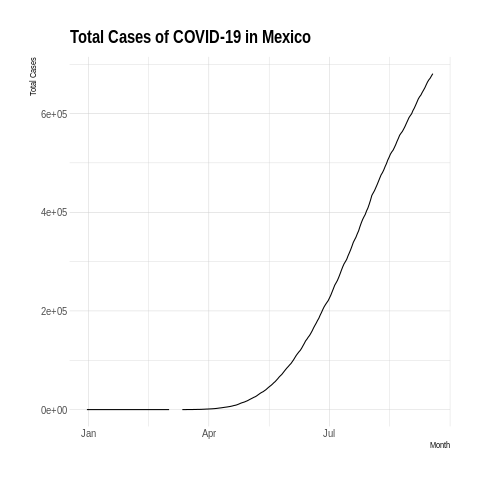 Total Cases of COVID-19 in Mexico
Total Cases
6e+05
4e+05
2e+05
0e+00
Jan Apr Jul
Month